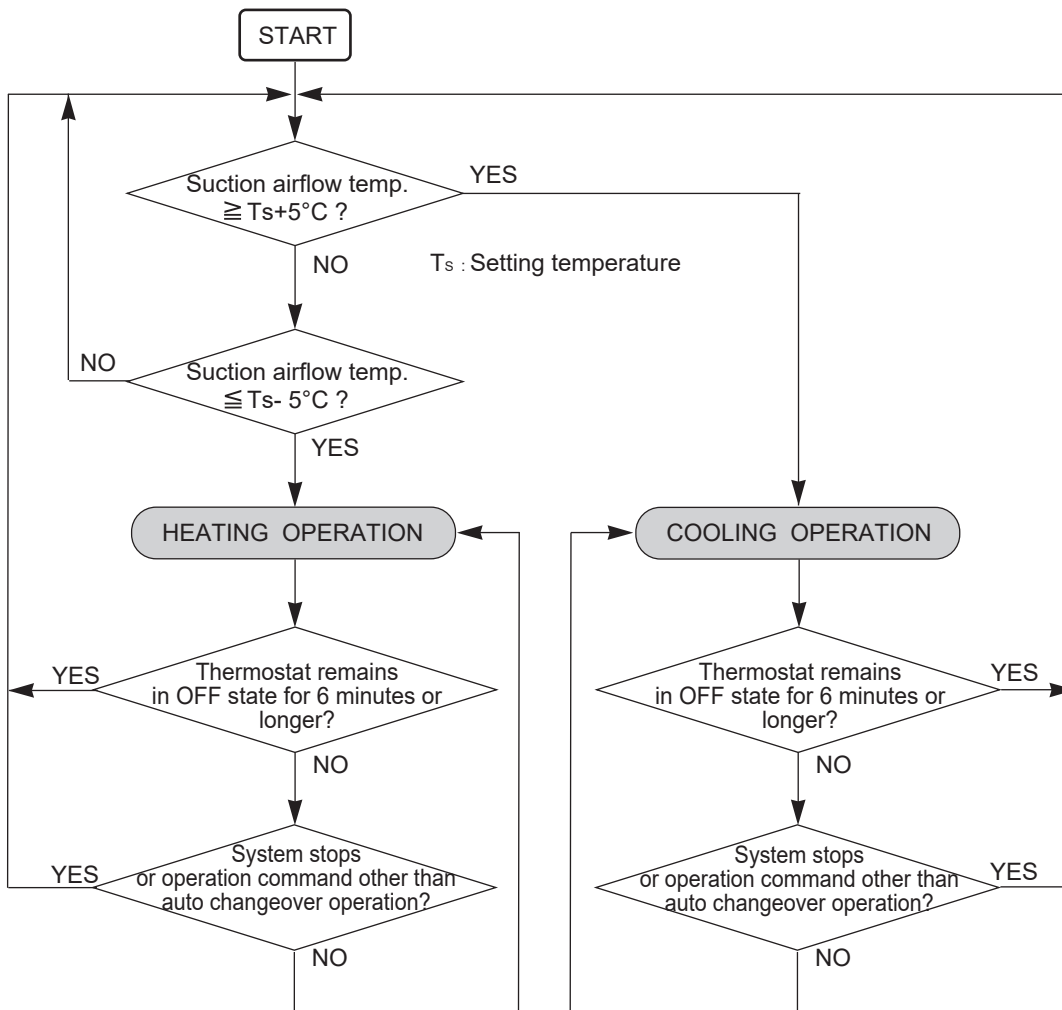 START
Suction airflow temp.
≧ Ts+5°C ?
YES
NO
Ts : Setting temperature
NO
Suction airflow temp.
≦ Ts- 5°C ?
YES
HEATING OPERATION
COOLING OPERATION
YES
Thermostat remains
in OFF state for 6 minutes or
longer?
NO
Thermostat remains
in OFF state for 6 minutes or
longer?
YES
NO
YES
System stops
or operation command other than
auto changeover operation?
NO
System stops
or operation command other than
auto changeover operation?
YES
NO